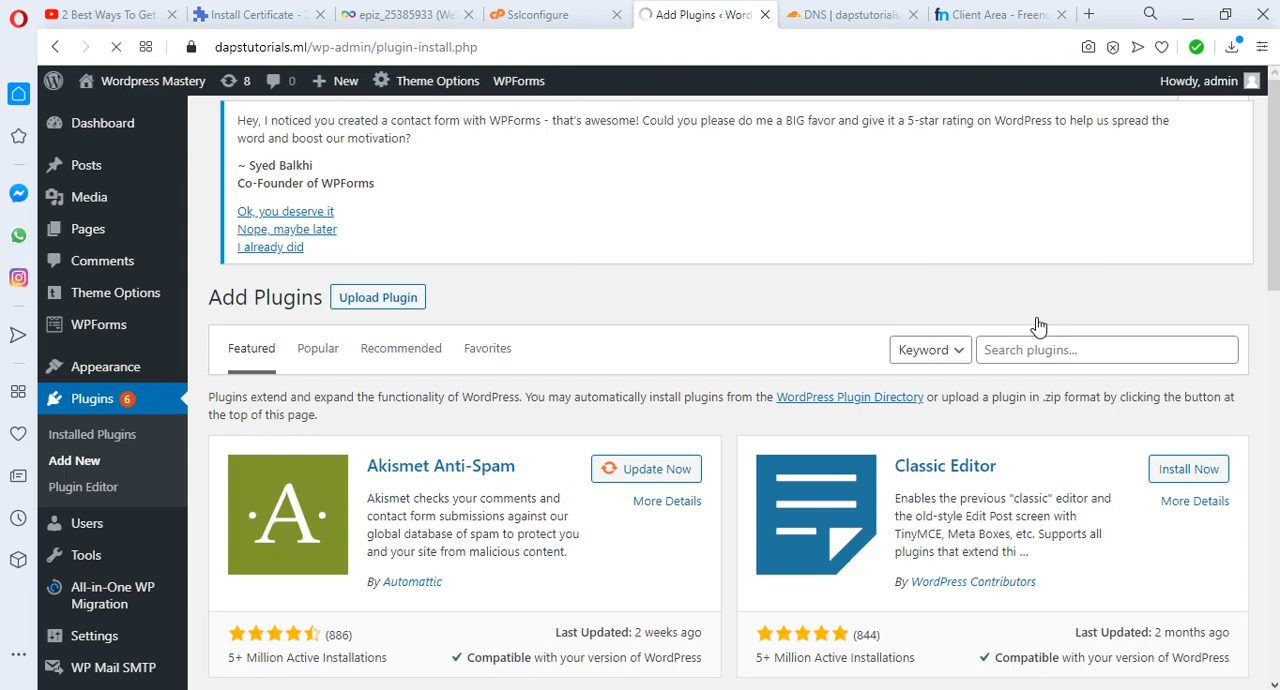 2 Best Ways To Get
Install Certificate - Z
epiz_25385933 (We
Sslconfigure
Add Plugins ‹ Word
DNS | dapstutorials.
Client Area - Freeno
dapstutorials.ml/wp-admin/plugin-install.php
Wordpress Mastery
8
0
New
Theme Options
WPForms
Howdy, admin
Dashboard
Posts
Media
Pages
Comments
Theme Options
WPForms
Appearance
Plugins 6
Installed Plugins
Add New
Plugin Editor
Users
Tools
All-in-One WP
Migration
Settings
WP Mail SMTP
Hey, I noticed you created a contact form with WPForms - that's awesome! Could you please do me a BIG favor and give it a 5-star rating on WordPress to help us spread the
word and boost our motivation?
~ Syed Balkhi
Co-Founder of WPForms
Ok, you deserve it
Nope, maybe later
I already did
Add Plugins
Upload Plugin
Featured
Popular
Recommended
Favorites
Keyword
Search plugins...
Plugins extend and expand the functionality of WordPress. You may automatically install plugins from the WordPress Plugin Directory or upload a plugin in .zip format by clicking the button at
the top of this page.
A
Akismet Anti-Spam
Update Now
More Details
Akismet checks your comments and
contact form submissions against our
global database of spam to protect you
and your site from malicious content.
By Automattic
(886)
5+ Million Active Installations
Last Updated: 2 weeks ago
Compatible with your version of WordPress
Classic Editor
Install Now
More Details
Enables the previous "classic" editor and
the old-style Edit Post screen with
TinyMCE, Meta Boxes, etc. Supports all
plugins that extend thi ...
By WordPress Contributors
(844)
5+ Million Active Installations
Last Updated: 2 months ago
Compatible with your version of WordPress